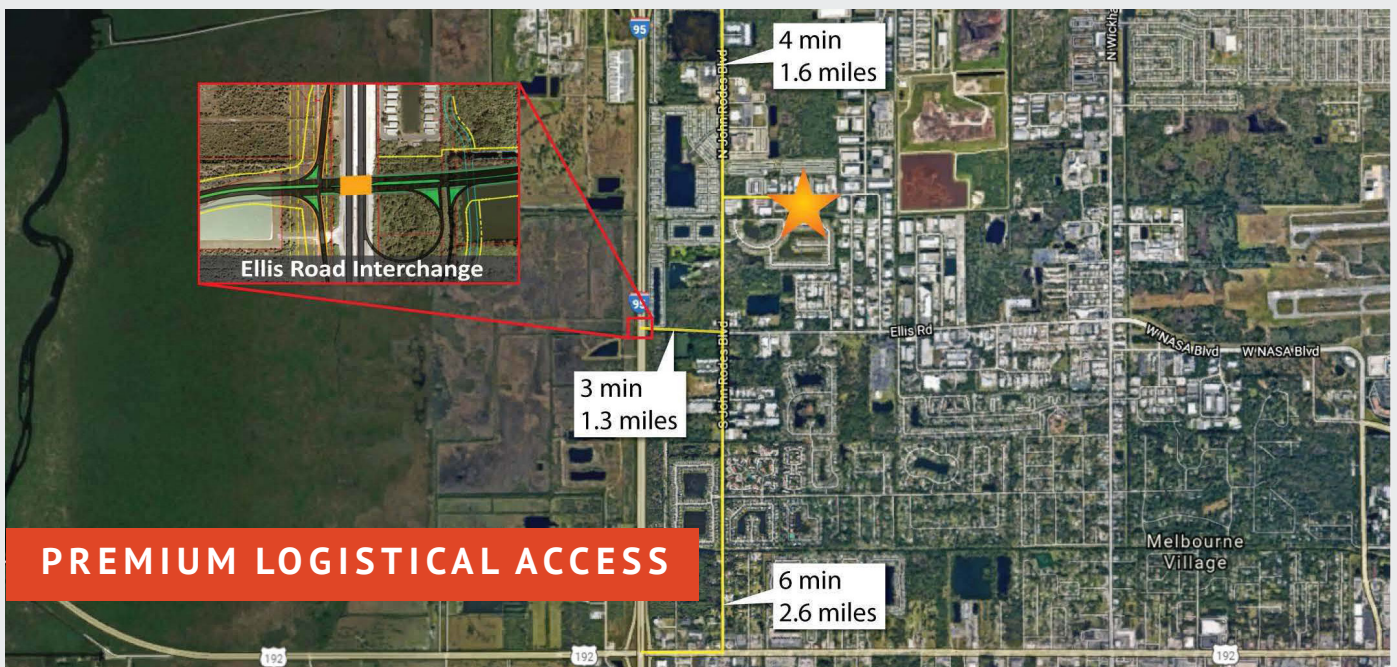 95
4 min
1.6 miles
N John Rodes Blvd
N Wickha
Ellis Road Interchange
95
Ellis Rd
W NASA Blvd
W NASA Blvd
S John Rodes Blvd
3 min
1.3 miles
PREMIUM LOGISTICAL ACCESS
Melbourne
Village
6 min
2.6 miles
192
192
192